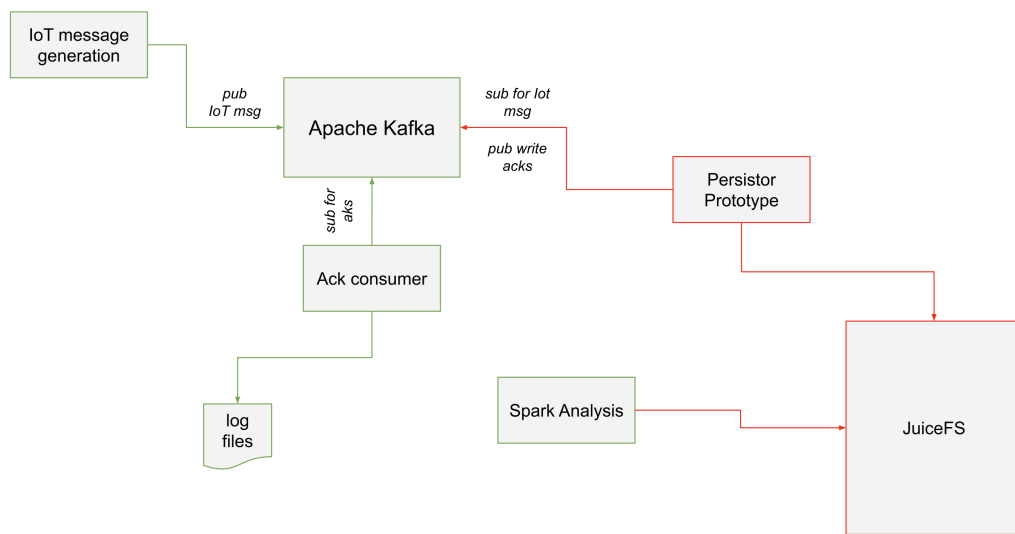 IoT message
generation
pub
IoT msg
Apache Kafka
sub for Iot
msg
pub write
acks
Persistor
Prototype
sub for
aks
Ack consumer
log
files
Spark Analysis
JuiceFS